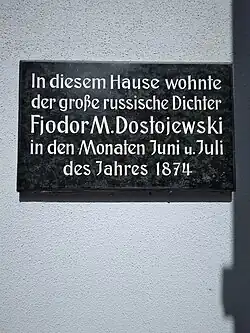 In diesem Hause wohnte
der große russische Dichter
Fjodor M. Dostojewski
in den Monaten Juni u. Juli
des Jahres 1874